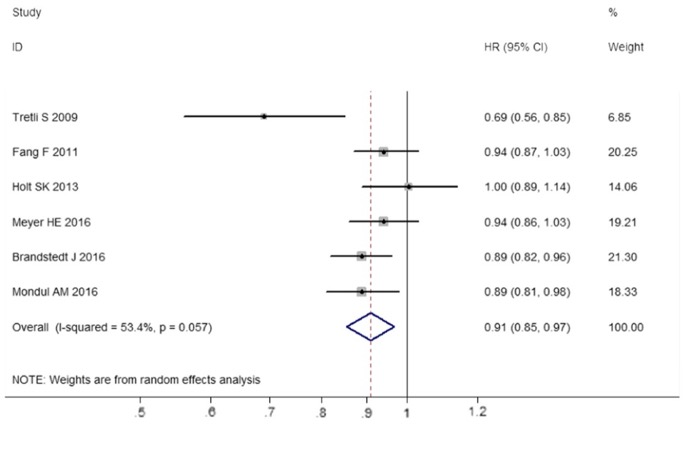 Study %
ID HR (95% CI) Weight
Tretli S 2009 0.69 (0.56, 0.85) 6.85
Fang F 2011 0.94 (0.87, 1.03) 20.25
Holt SK 2013 1.00 (0.89, 1.14) 14.06
Meyer HE 2016 0.94 (0.86, 1.03) 19.21
Brandstedt J 2016 0.89 (0.82, 0.96) 21.30
Mondul AM 2016 0.89 (0.81, 0.98) 18.33
Overall (I-squared = 53.4%, p = 0.057) 0.91 (0.85, 0.97) 100.00
NOTE: Weights are from random effects analysis
.5 .6 .7 .8 .9 1 1.2